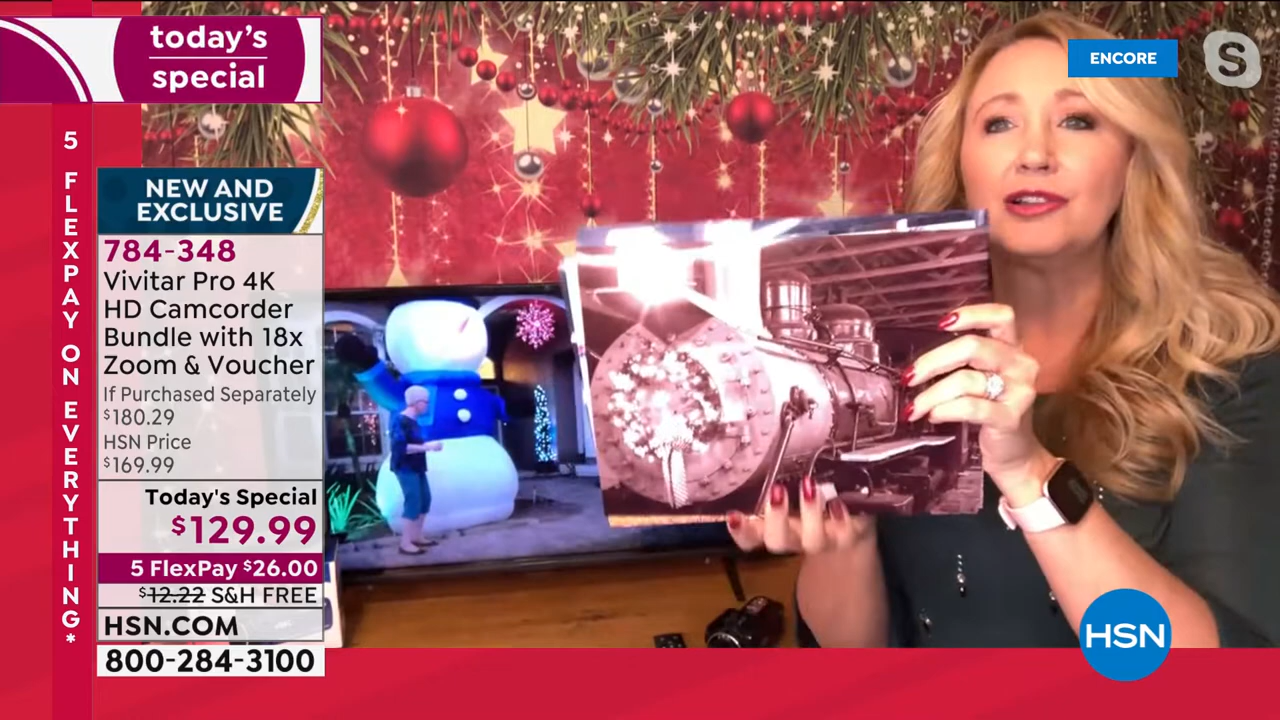 today's
special
ENCORE
S
5 FLEXPAY ON EVERYTHING*
NEW AND
EXCLUSIVE
784-348
Vivitar Pro 4K
HD Camcorder
Bundle with 18x
Zoom & Voucher
If Purchased Separately
$180.29
HSN Price
$169.99
Today's Special
$129.99
5 FlexPay $26.00
$12.22 S&H FREE
HSN.COM
800-284-3100
HSN